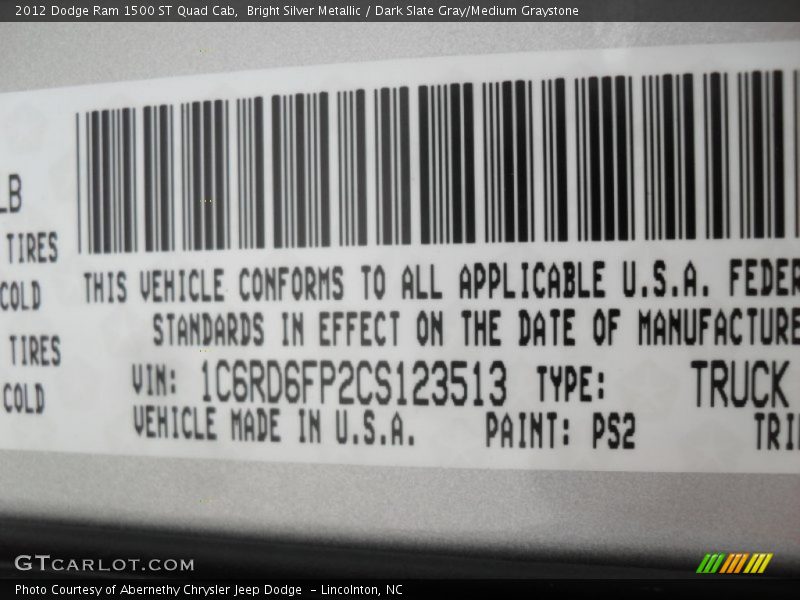 2012 Dodge Ram 1500 ST Quad Cab, Bright Silver Metallic / Dark Slate Gray/Medium Graystone
LB
TIRES
COLD
TIRES
COLD
THIS VEHICLE CONFORMS TO ALL APPLICABLE U.S.A. FEDER
STANDARDS IN EFFECT ON THE DATE OF MANUFACTURE
VIN: 1C6RD6FP2CS123513 TYPE: TRUCK
VEHICLE MADE IN U.S.A. PAINT: PS2 TRI
GTCARLOT.COM
Photo Courtesy of Abernethy Chrysler Jeep Dodge - Lincolnton, NC